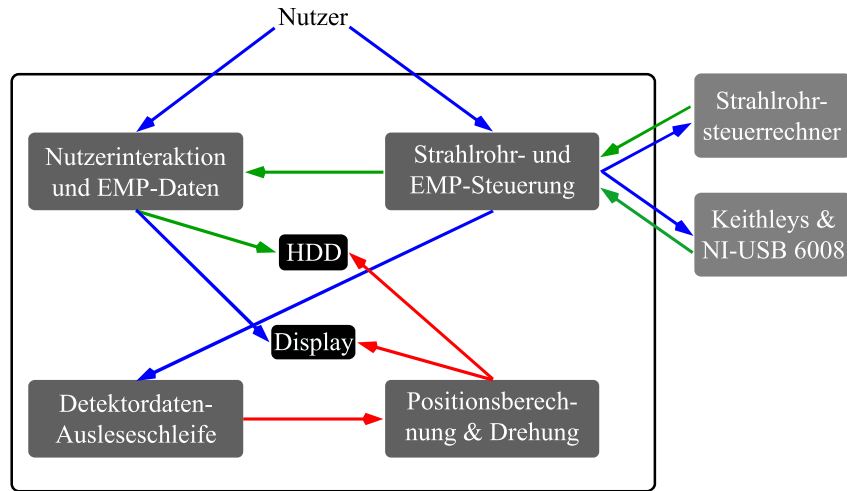 Nutzer
Nutzerinteraktion
und EMP-Daten
Strahlrohr- und
EMP-Steuerung
Strahlrohr-
steuerrechner
Keithleys &
NI-USB 6008
HDD
Display
Detektordaten-
Ausleseschleife
Positionsberech-
nung & Drehung